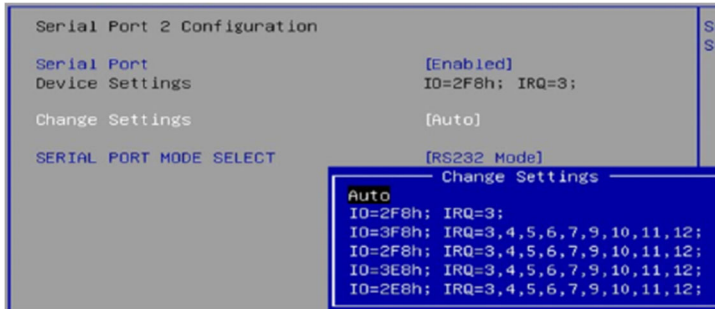 Serial Port 2 Configuration
S
S
Serial Port [Enabled]
Device Settings IO=2F8h; IRQ=3;
Change Settings [Auto]
SERIAL PORT MODE SELECT [RS232 Mode]
Change Settings
Auto
IO=2F8h; IRQ=3;
IO=3F8h; IRQ=3,4,5,6,7,9,10,11,12;
IO=2F8h; IRQ=3,4,5,6,7,9,10,11,12;
IO=3E8h; IRQ=3,4,5,6,7,9,10,11,12;
IO=2E8h; IRQ=3,4,5,6,7,9,10,11,12;